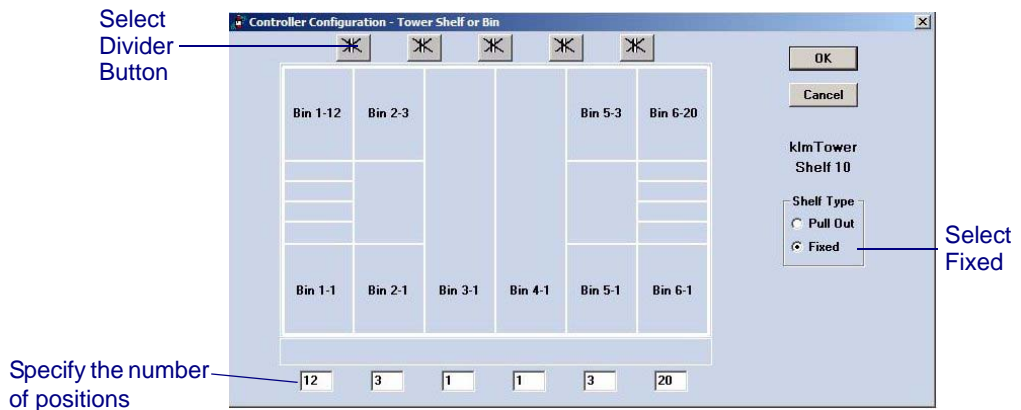 Select
Divider
Button
Controller Configuration - Tower Shelf or Bin
OK
Cancel
Bin 1-12 Bin 2-3 Bin 5-3 Bin 6-20
klmTower
Shelf 10
Shelf Type
Pull Out
Fixed
Select
Fixed
Bin 1-1 Bin 2-1 Bin 3-1 Bin 4-1 Bin 5-1 Bin 6-1
Specify the number
of positions
12 3 1 1 3 20